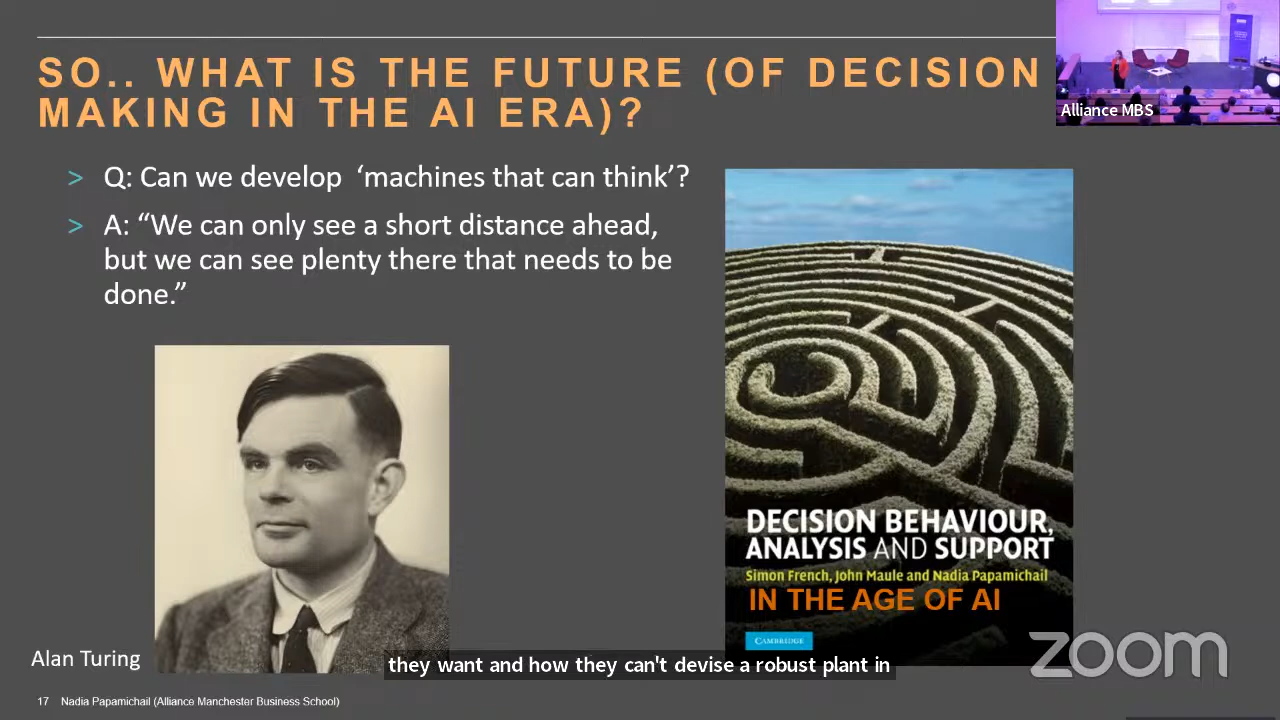 SO.. WHAT IS THE FUTURE (OF DECISION
MAKING IN THE AI ERA)?
Alliance MBS
> Q: Can we develop ‘machines that can think’?
> A: “We can only see a short distance ahead,
but we can see plenty there that needs to be
done.”
DECISION BEHAVIOUR,
ANALYSIS AND SUPPORT
Simon French, John Maule and Nadia Papamichail
IN THE AGE OF AI
CAMBRIDGE
zoom
Alan Turing
they want and how they can't devise a robust plant in
17 Nadia Papamichail (Alliance Manchester Business School)